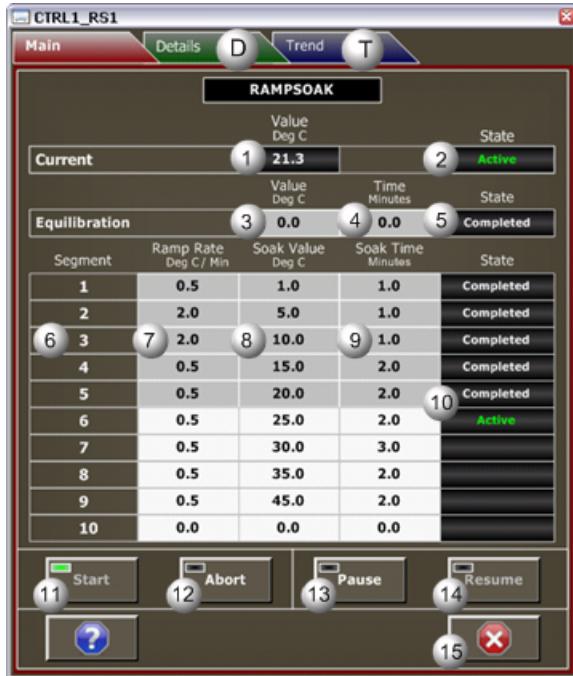 CTRL1_RS1
Main Details D Trend T
RAMPSOAK
Value
Deg C State
Current 1 21.3 2 Active
Value Time
Deg C Minutes State
Equilibration 3 0.0 4 0.0 5 Completed
Segment Ramp Rate Soak Value Soak Time State
Deg C / Min Deg C Minutes
1 0.5 1.0 1.0 Completed
2 2.0 5.0 1.0 Completed
6 3 7 2.0 8 10.0 9 1.0 Completed
4 0.5 15.0 2.0 Completed
5 0.5 20.0 2.0 Completed
10
6 0.5 25.0 2.0 Active
7 0.5 30.0 3.0
8 0.5 35.0 2.0
9 0.5 45.0 2.0
10 0.0 0.0 0.0
Start Abort Pause Resume
11 12 13 14
? 15